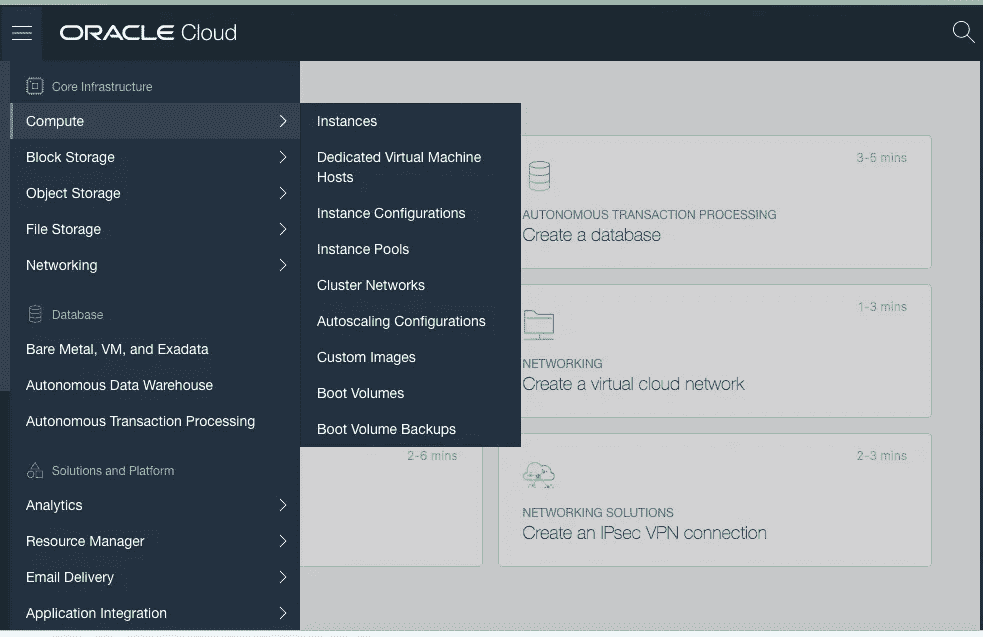 ORACLE Cloud
Core Infrastructure
Compute
Block Storage
Object Storage
File Storage
Networking
Database
Bare Metal, VM, and Exadata
Autonomous Data Warehouse
Autonomous Transaction Processing
Solutions and Platform
Analytics
Resource Manager
Email Delivery
Application Integration
Instances
Dedicated Virtual Machine
Hosts
Instance Configurations
Instance Pools
Cluster Networks
Autoscaling Configurations
Custom Images
Boot Volumes
Boot Volume Backups
3-5 mins
AUTONOMOUS TRANSACTION PROCESSING
Create a database
1-3 mins
NETWORKING
Create a virtual cloud network
2-6 mins
2-3 mins
NETWORKING SOLUTIONS
Create an IPsec VPN connection